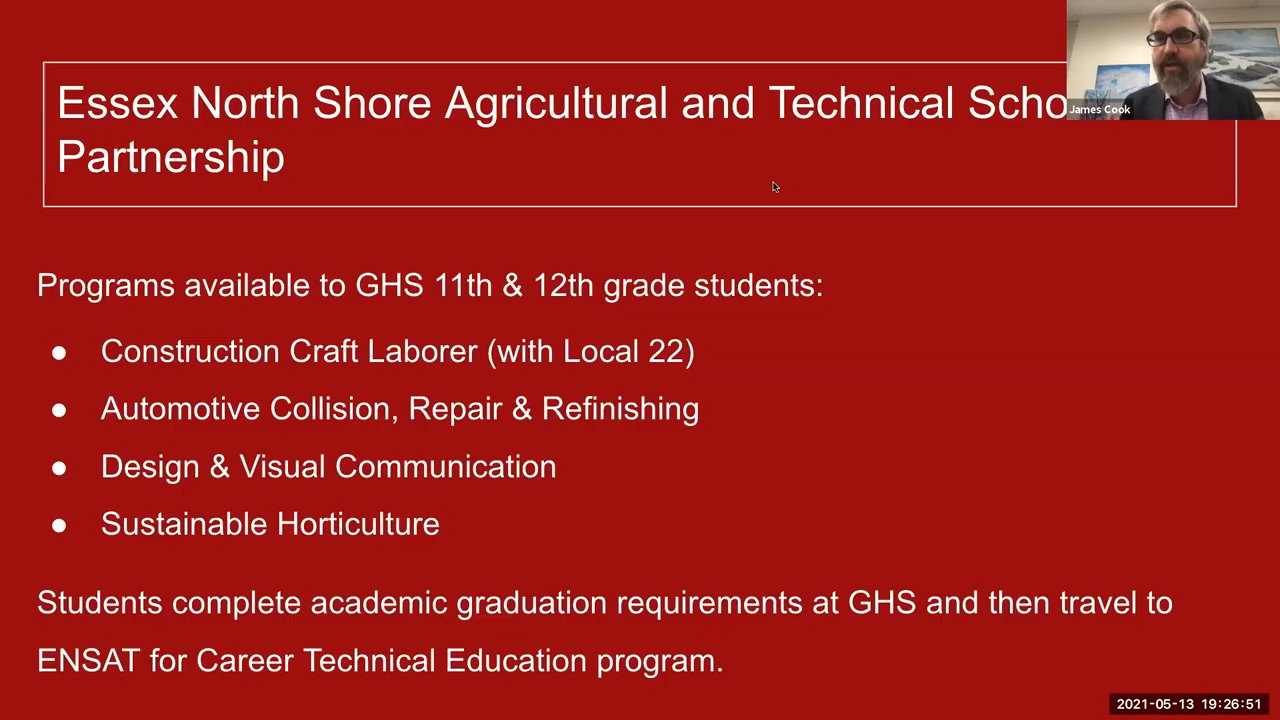 Essex North Shore Agricultural and Technical
Partnership
James Cook
Programs available to GHS 11th & 12th grade students:
● Construction Craft Laborer (with Local 22)
● Automotive Collision, Repair & Refinishing
● Design & Visual Communication
● Sustainable Horticulture
Students complete academic graduation requirements at GHS and then travel to
ENSAT for Career Technical Education program.
2021-05-13 19:26:51